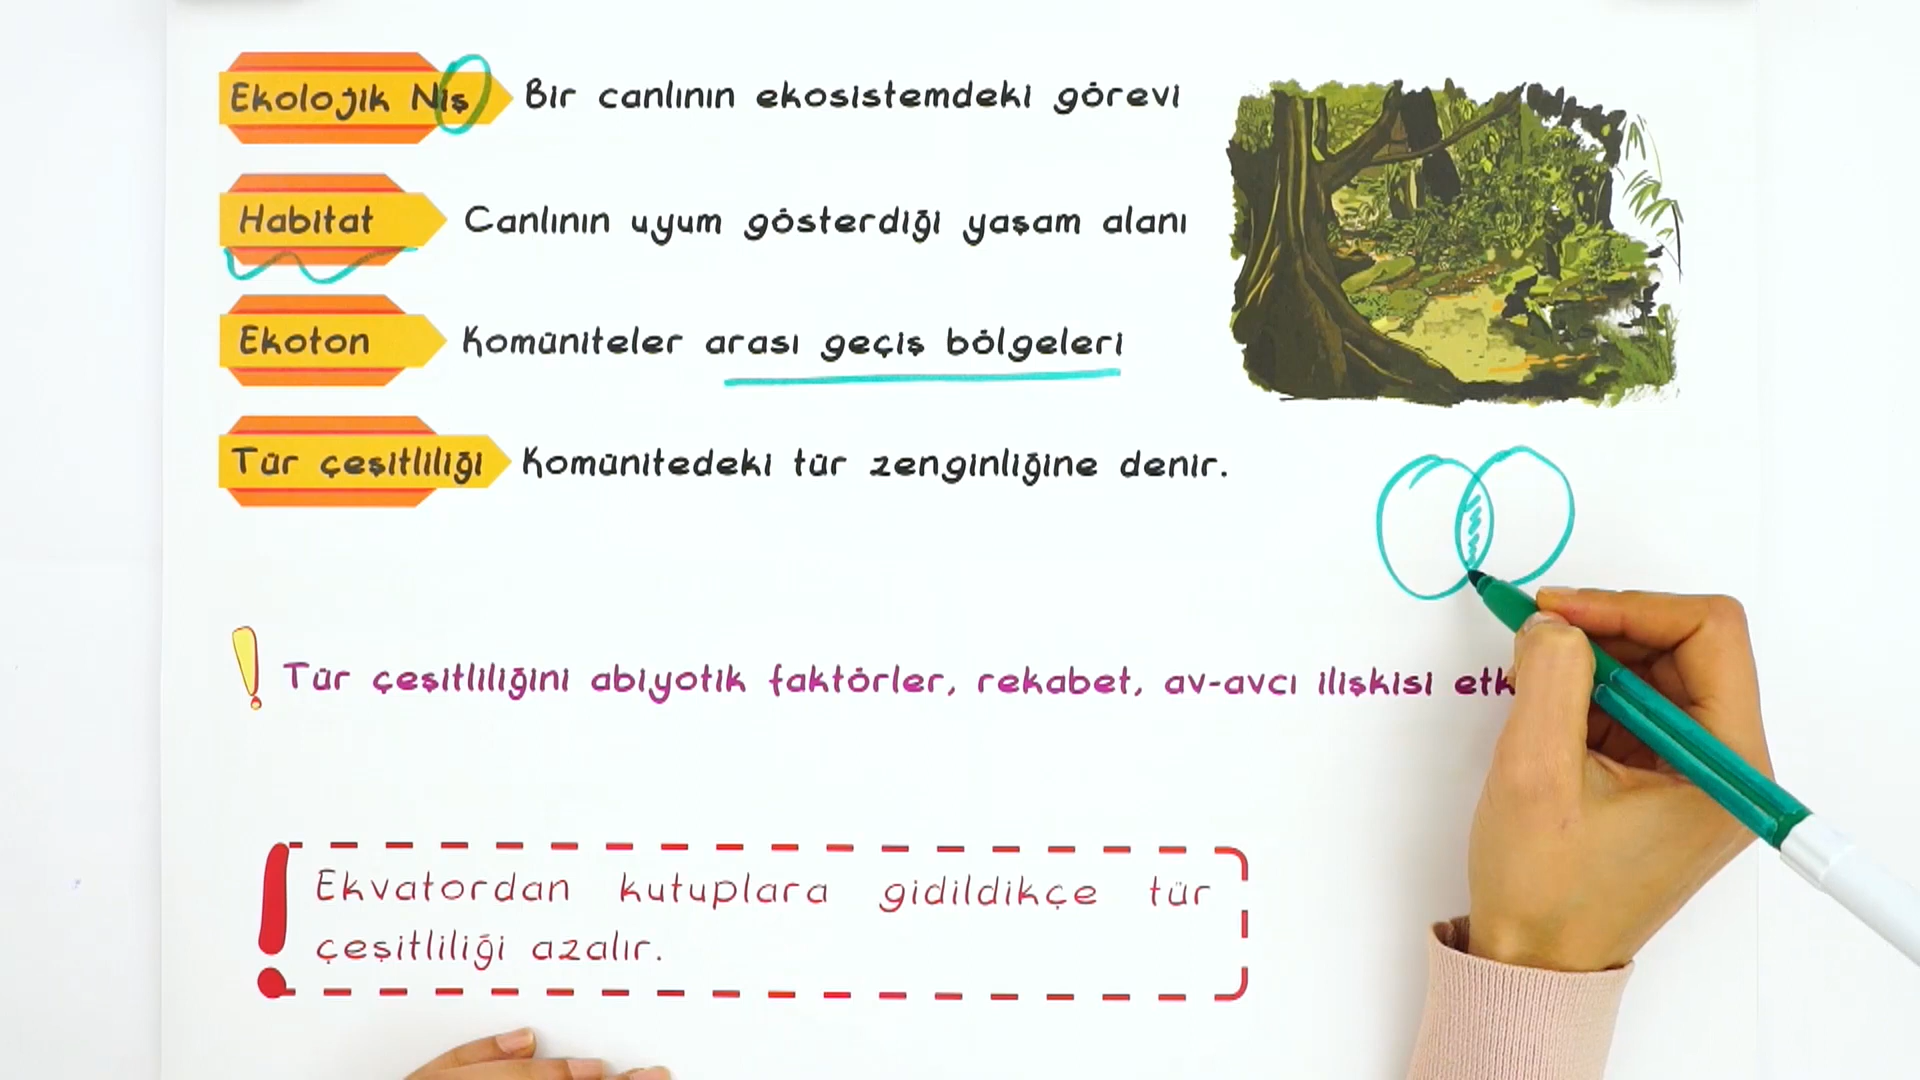 Ekolojik Niş Bir canlının ekosistemdeki görevi
Habitat Canlının uyum gösterdiği yaşam alanı
Ekoton Komüniteler arası geçiş bölgeleri
Tür çeşitliliği Komünitedeki tür zenginliğine denir.
! Tür çeşitliliğini abiyotik faktörler, rekabet, av-avcı ilişkisi
! Ekvatordan kutuplara gidildikçe tür
çeşitliliği azalır.